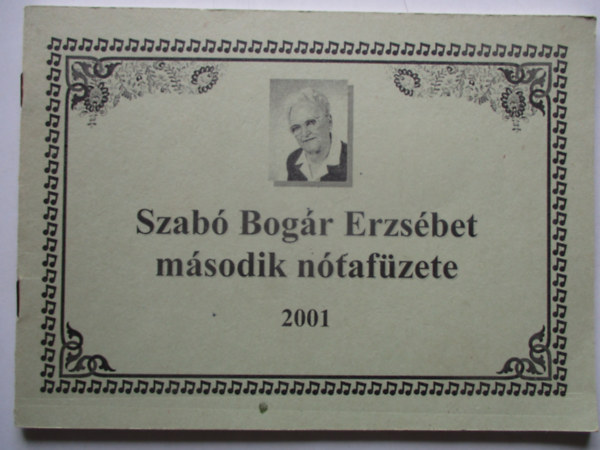 Szabó Bogár Erzsébet
második nótafüzete
2001